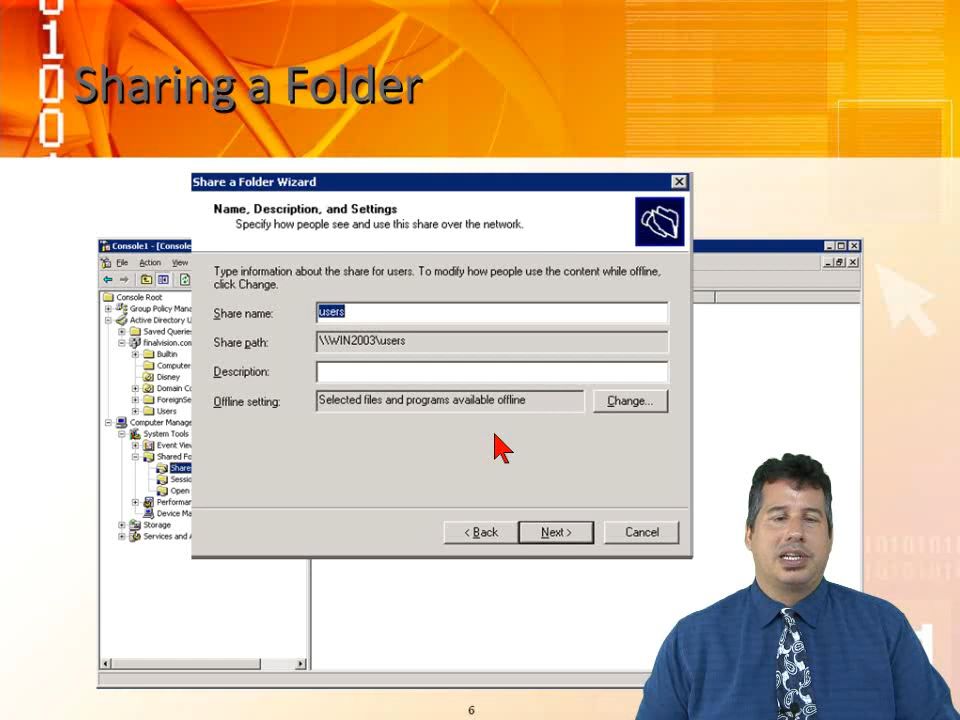 Sharing a Folder
Share a Folder Wizard
Name, Description, and Settings
Specify how people see and use this share over the network.
Console1 - [Console
File Action View
Type information about the share for users. To modify how people use the content while offline,
click Change.
Share name: users
Share path: \\WIN2003\users
Description:
Offline setting: Selected files and programs available offline Change...
< Back Next > Cancel
Console Root
Group Policy Mana
Active Directory U
Saved Querie
finalvision.con
Builtin
Computer
Disney
Domain Co
ForeignSe
Users
Computer Manage
System Tools
Event View
Shared Fo
Share
Sessio
Open
Performan
Device Ma
Storage
Services and A
6